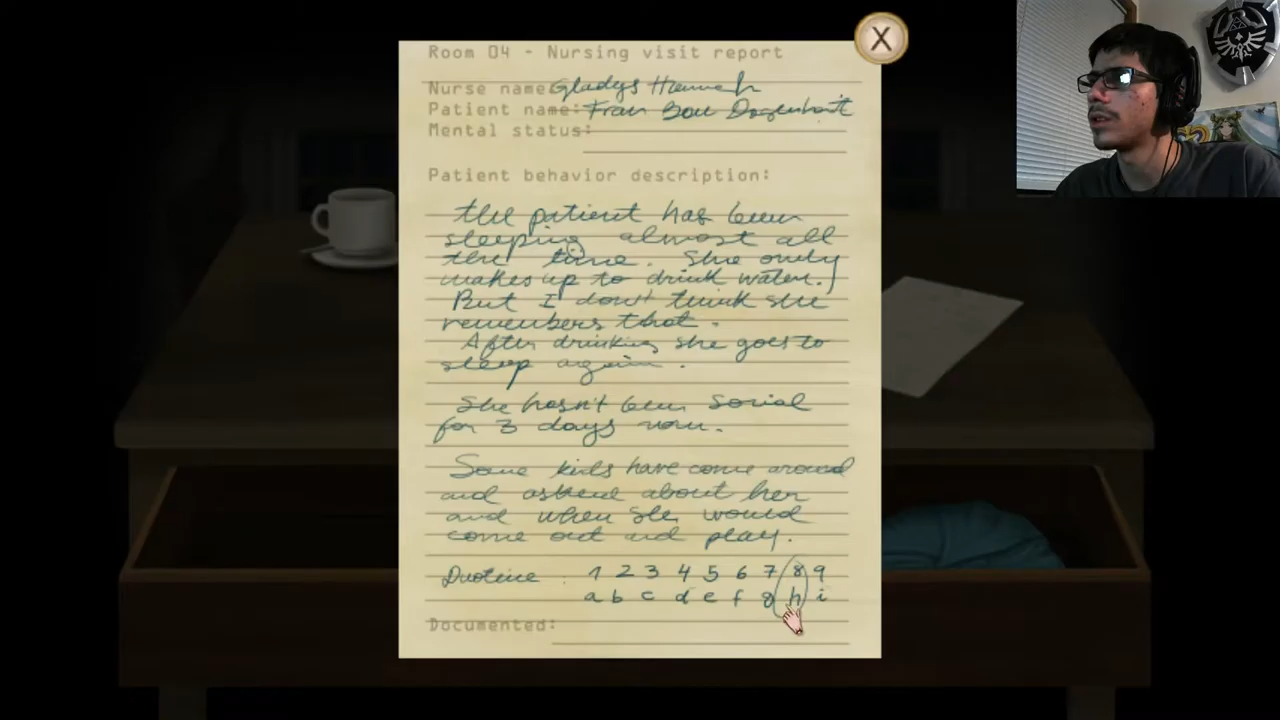 X
Room 04 - Nursing visit report
Nurse name: Gladys Hannah
Patient name: Fran Bow Dagenhart
Mental status:
Patient behavior description:
The patient has been
sleeping almost all
the time. She only
wakes up to drink water.
But I don't think she
remembers that.
After drinking she goes to
sleep again.
She hasn't been social
for 3 days now.
Some kids have come around
and asked about her
and when she would
come out and play.
Duotine : 1 2 3 4 5 6 7 8 9
a b c d e f g h i
Documented: